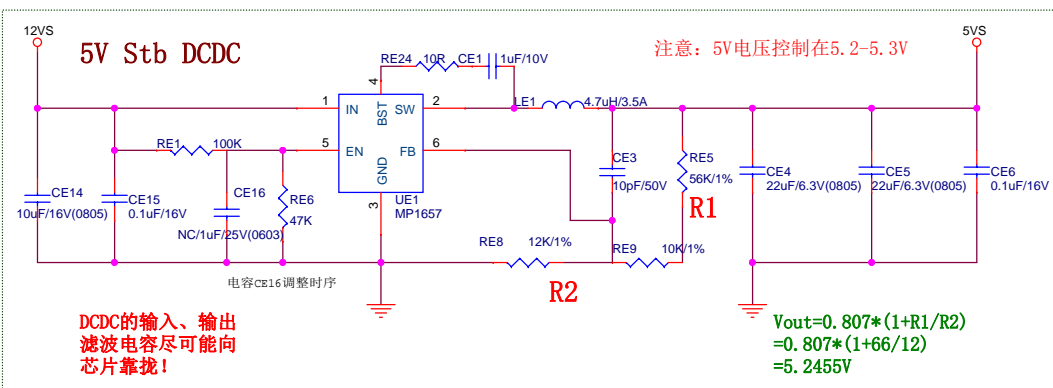 12VS
5V Stb DCDC
RE24
10R
CE1
1uF/10V
注意: 5V电压控制在5.2-5.3V
5VS
4
1
IN
BST
SW
2
LE1
4.7uH/3.5A
RE1
100K
5
EN
FB
6
GND
3
UE1
MP1657
CE3
10pF/50V
RE5
56K/1%
R1
CE14
10uF/16V(0805)
CE15
0.1uF/16V
CE16
NC/1uF/25V(0603)
RE6
47K
CE4
22uF/6.3V(0805)
CE5
22uF/6.3V(0805)
CE6
0.1uF/16V
RE8
12K/1%
RE9
10K/1%
R2
电容CE16调整时序
DCDC的输入、输出
滤波电容尽可能向
芯片靠拢!
Vout=0.807*(1+R1/R2)
=0.807*(1+66/12)
=5.2455V